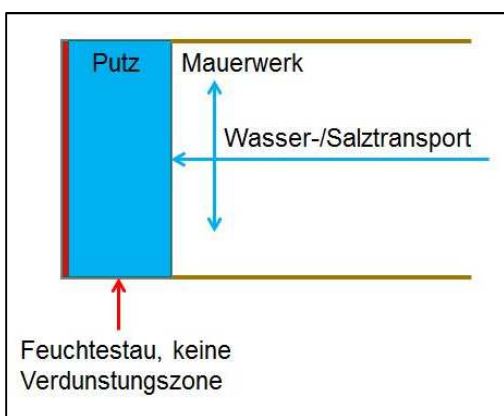 Putz
Mauerwerk
Wasser-/Salztransport
Feuchtestau, keine
Verdunstungszone